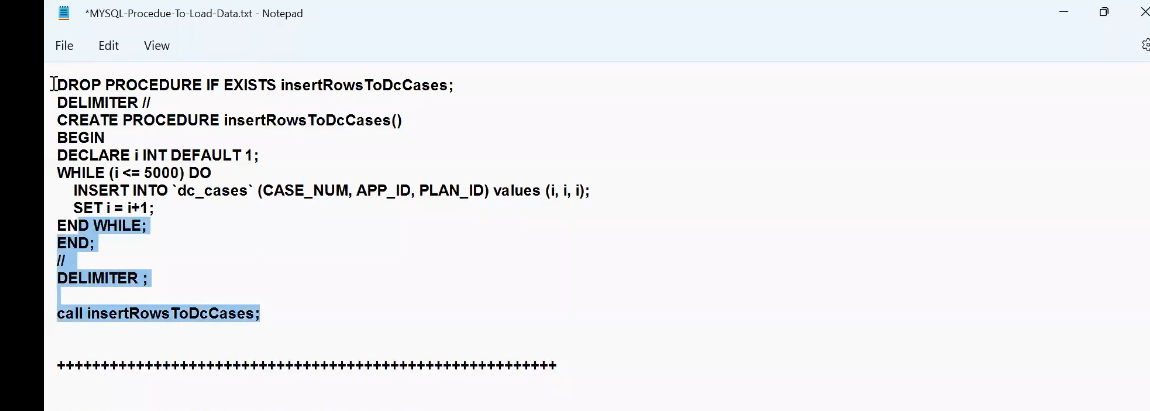 *MYSQL-Procedue-To-Load-Data.txt - Notepad
File Edit View
DROP PROCEDURE IF EXISTS insertRowsToDcCases;
DELIMITER //
CREATE PROCEDURE insertRowsToDcCases()
BEGIN
DECLARE i INT DEFAULT 1;
WHILE (i <= 5000) DO
INSERT INTO `dc_cases` (CASE_NUM, APP_ID, PLAN_ID) values (i, i, i);
SET i = i+1;
END WHILE;
END;
//
DELIMITER ;
call insertRowsToDcCases;
+++++++++++++++++++++++++++++++++++++++++++++++++++++++++